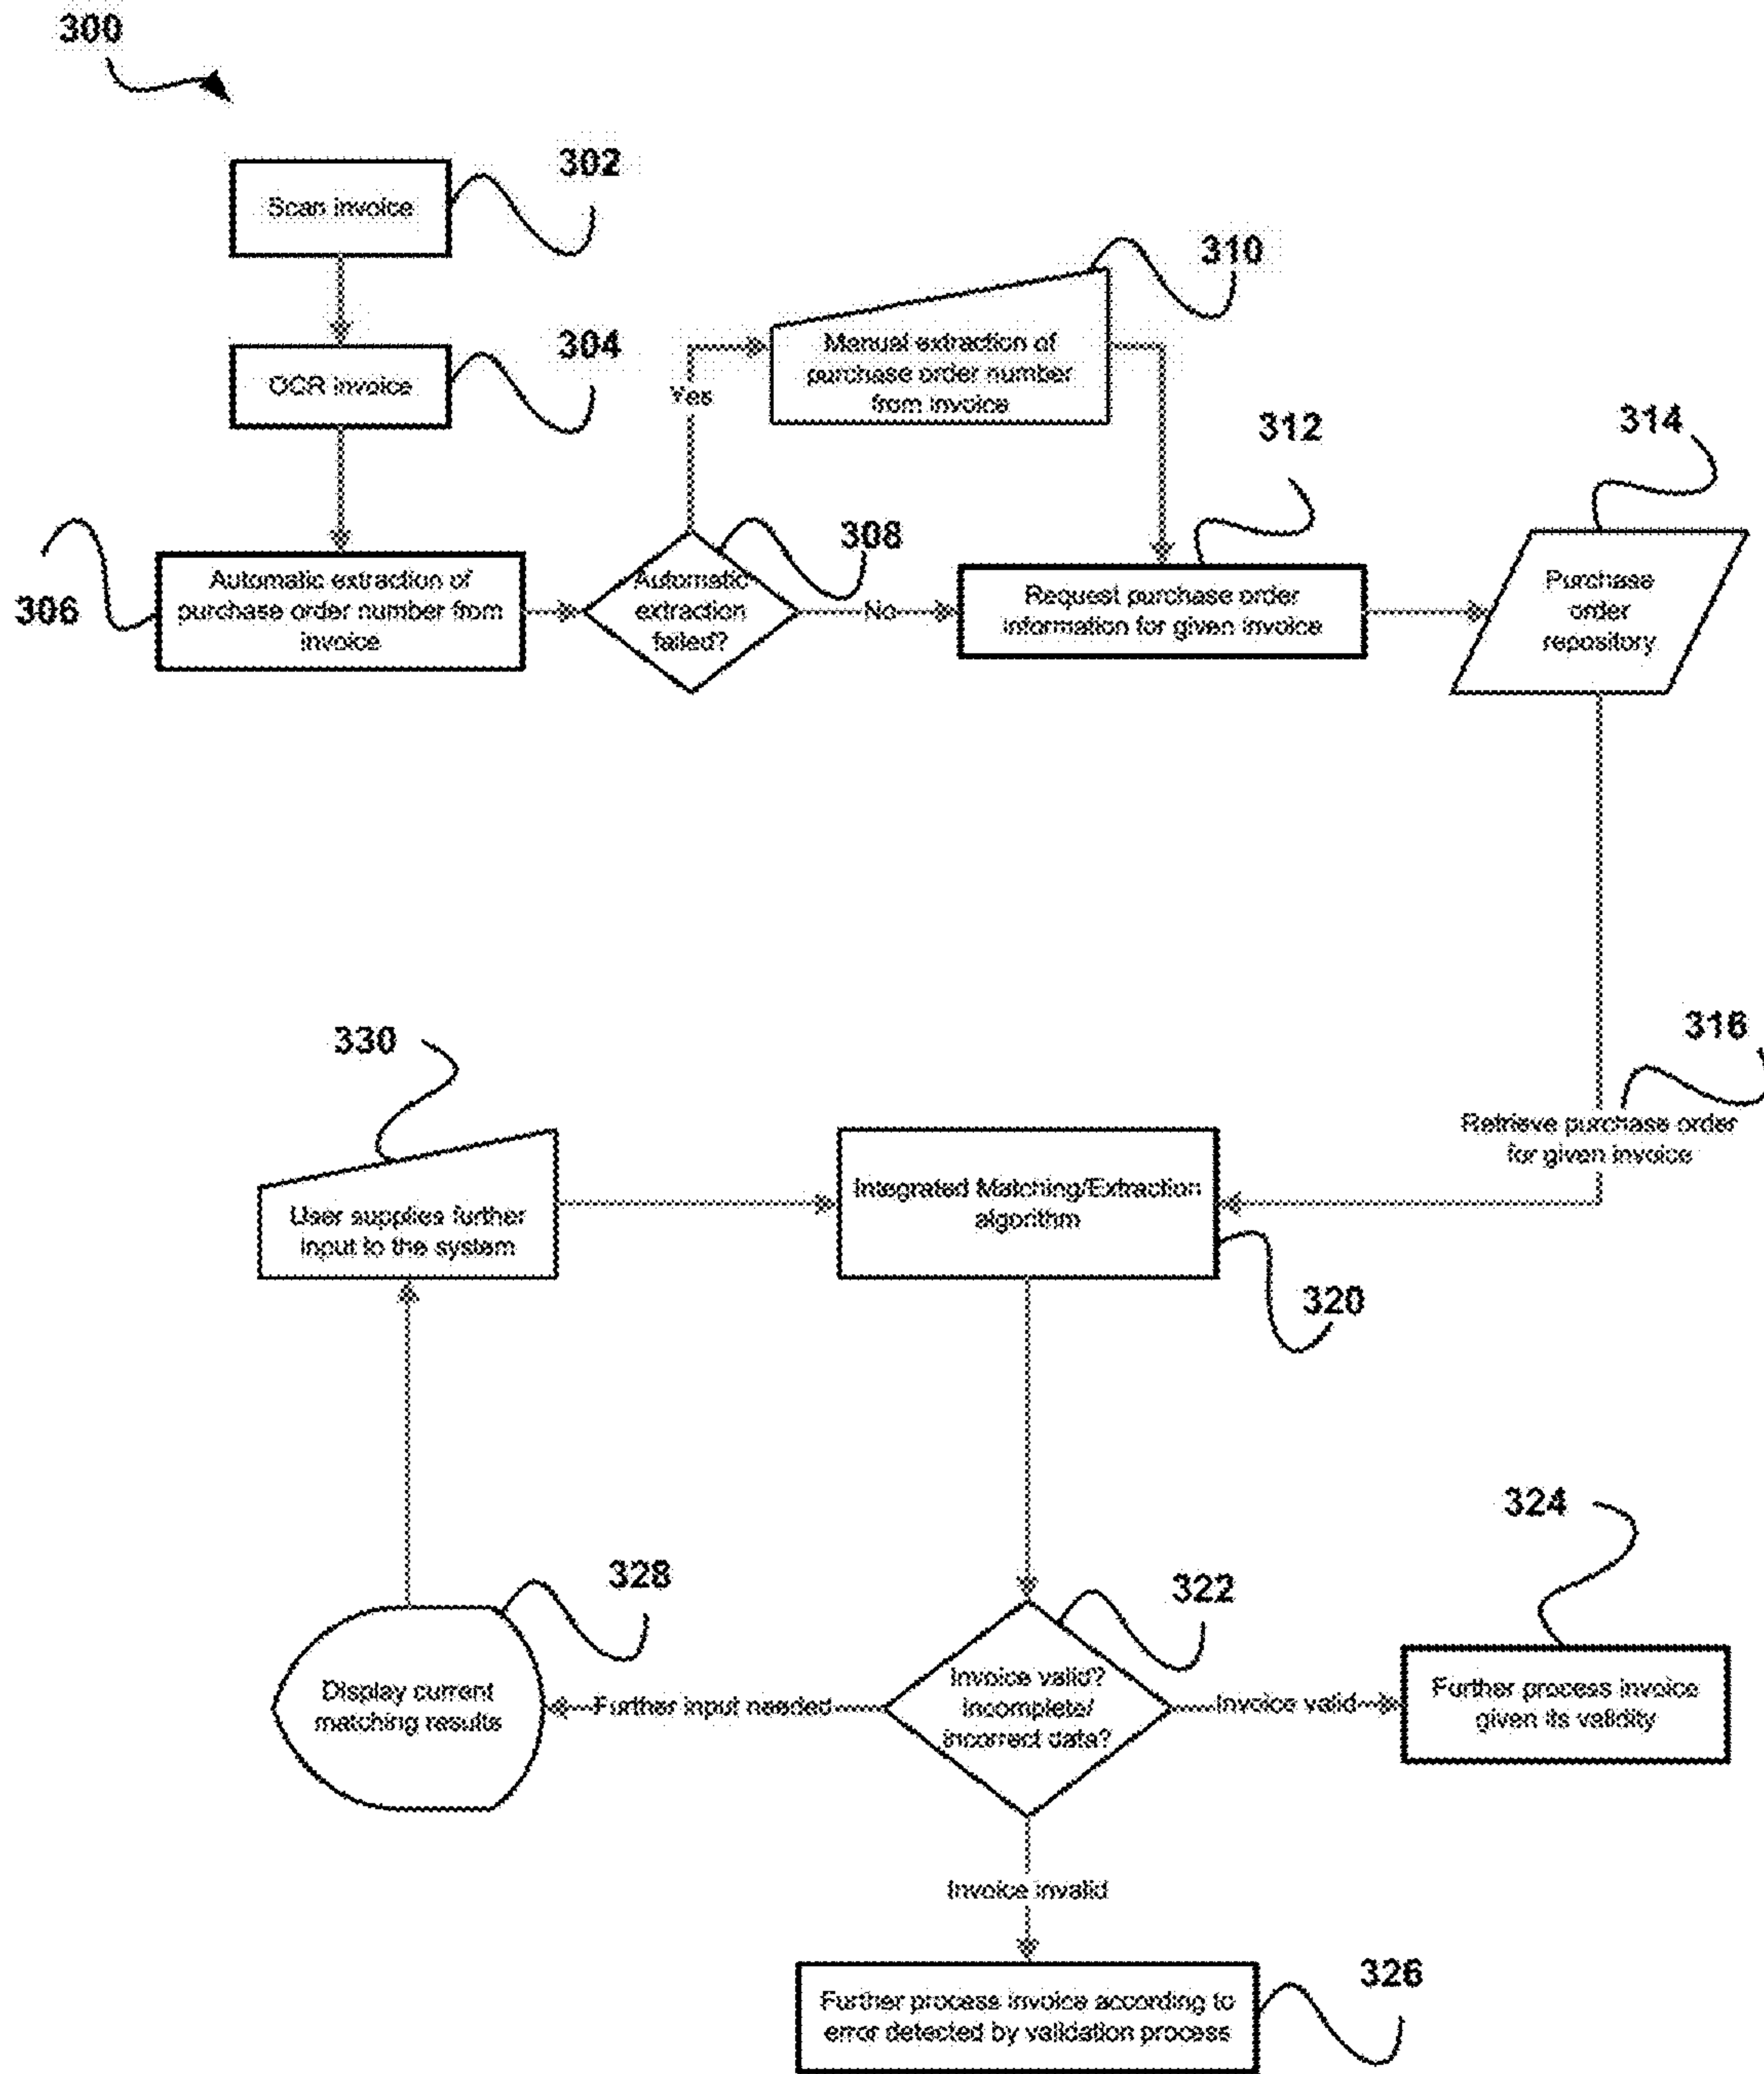 300
302
Scan invoice
304
OCR invoice
306
Automatic extraction of
purchase order number from
invoice
308
Automatic
extraction
failed?
Yes
No
310
Manual extraction of
purchase order number
from invoice
312
Request purchase order
information for given invoice
314
Purchase
order
repository
316
Retrieve purchase order
for given invoice
330
User supplies further
input to the system
Integrated Matching/Extraction
algorithm
320
328
Display current
matching results
Further input needed
322
Invoice valid?
Incomplete/
incorrect data?
Invoice valid
324
Further process invoice
given its validity
Invoice invalid
326
Further process invoice according to
error detected by validation process